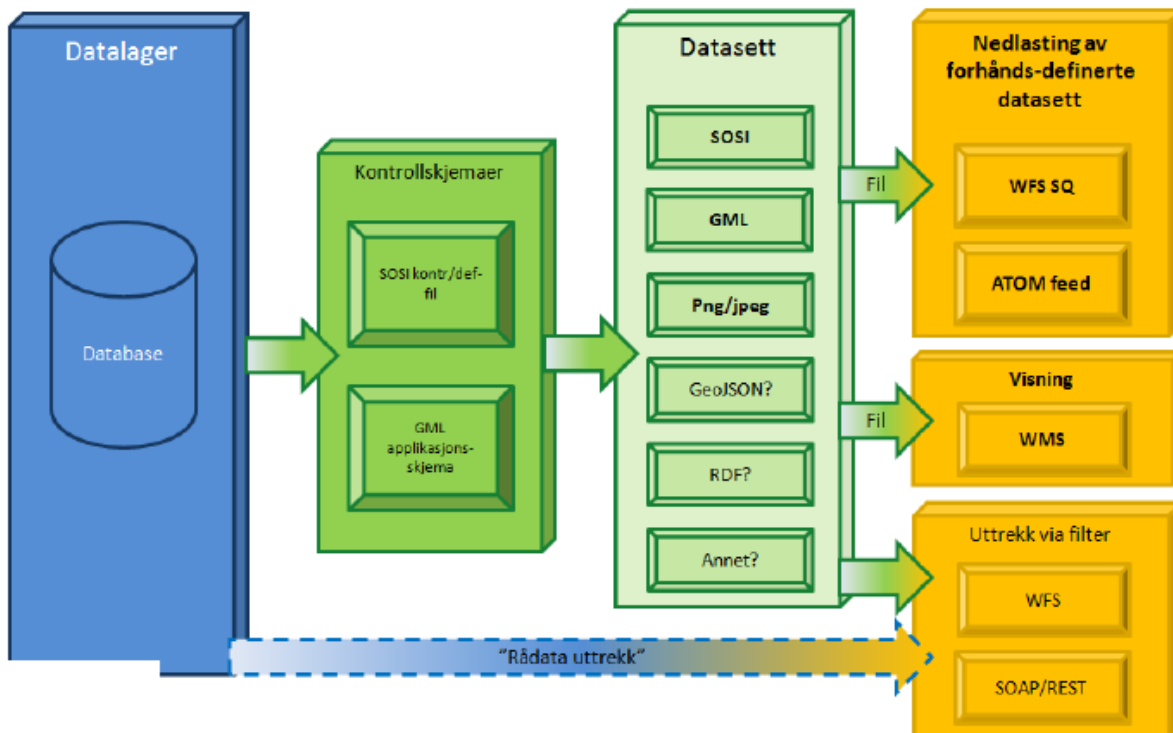 Datalager
Database
Kontrollskjemaer
SOSI kontr/def-
fil
GML
applikasjons-
skjema
Datasett
SOSI
GML
Png/jpeg
GeoJSON?
RDF?
Annet?
Fil
Fil
Nedlasting av
forhånds-definerte
datasett
WFS SQ
ATOM feed
Visning
WMS
Uttrekk via filter
WFS
SOAP/REST
"Rådata uttrekk"